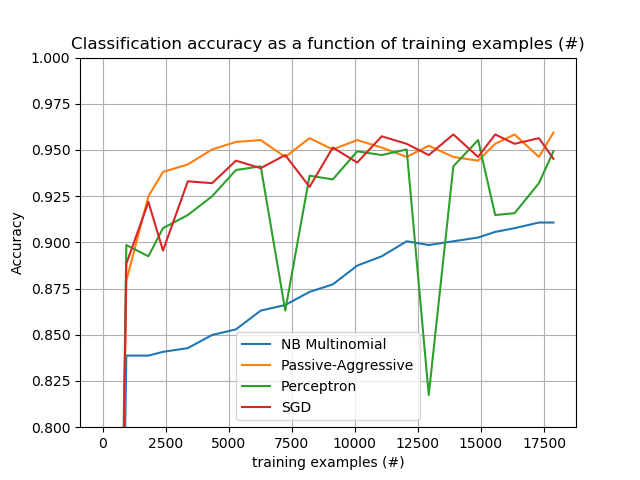 Classification accuracy as a function of training examples (#)
1.000
0.975
0.950
0.925
0.900
0.875
0.850
0.825
0.800
Accuracy
NB Multinomial
Passive-Aggressive
Perceptron
SGD
0 2500 5000 7500 10000 12500 15000 17500
training examples (#)